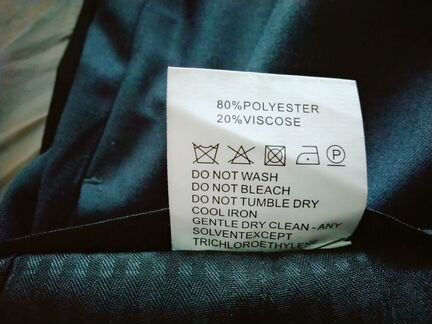 80%POLYESTER
20%VISCOSE
P
DO NOT WASH
DO NOT BLEACH
DO NOT TUMBLE DRY
COOL IRON
GENTLE DRY CLEAN - ANY
SOLVENTEXCEPT
TRICHLOROETHYLENE